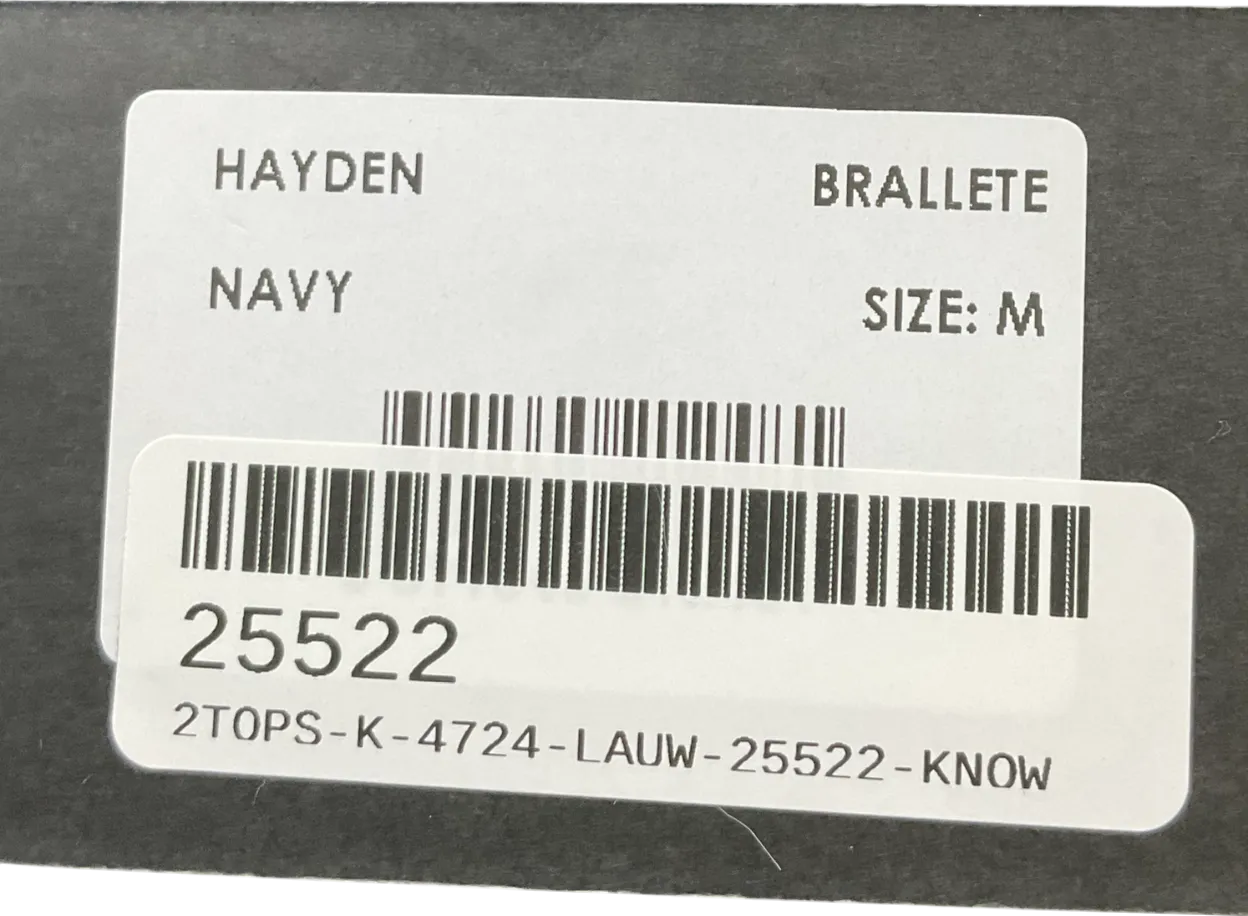 HAYDEN BRALLETE
NAVY SIZE: M
25522
2TOPS-K-4724-LAUW-25522-KNOW